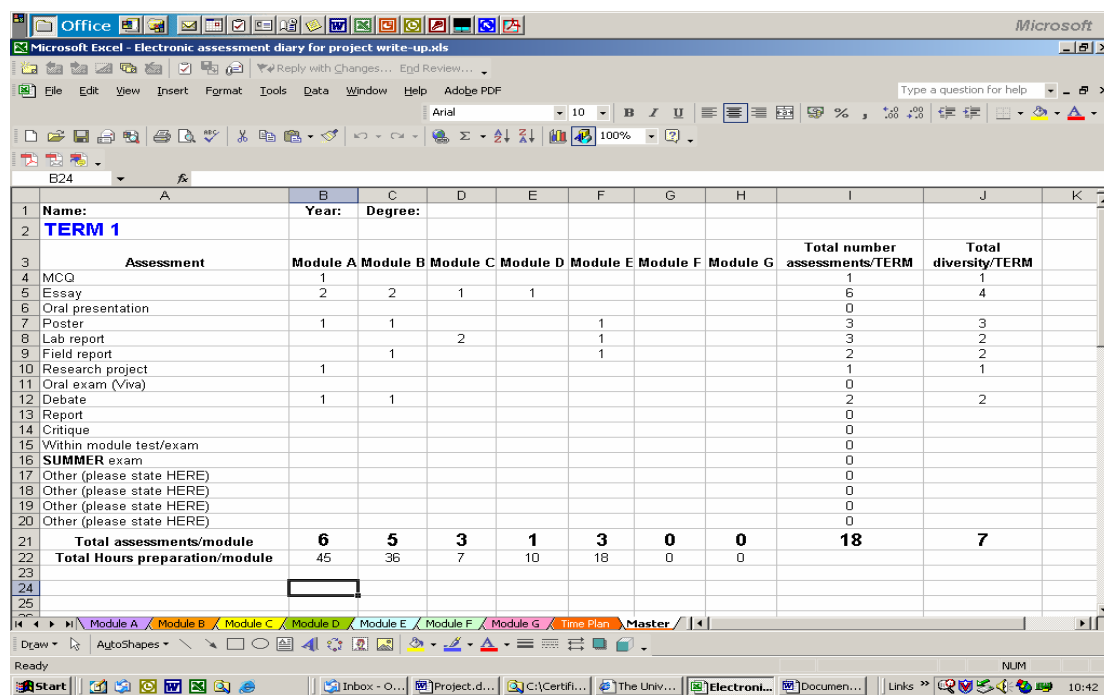 Office Microsoft
Microsoft Excel - Electronic assessment diary for project write-up.xls
Reply with Changes... End Review...
File Edit View Insert Format Tools Data Window Help Adobe PDF Type a question for help
Arial 10 B I U % ,
Σ 100%
B24 fx
A B C D E F G H I J K
1 Name: Year: Degree:
2 TERM 1
3 Assessment Module A Module B Module C Module D Module E Module F Module G Total number assessments/TERM Total diversity/TERM
4 MCQ 1 1 1
5 Essay 2 2 1 1 6 4
6 Oral presentation 0
7 Poster 1 1 1 3 3
8 Lab report 2 1 3 2
9 Field report 1 1 2 2
10 Research project 1 1 1
11 Oral exam (Viva) 0
12 Debate 1 1 2 2
13 Report 0
14 Critique 0
15 Within module test/exam 0
16 SUMMER exam 0
17 Other (please state HERE) 0
18 Other (please state HERE) 0
19 Other (please state HERE) 0
20 Other (please state HERE) 0
21 Total assessments/module 6 5 3 1 3 0 0 18 7
22 Total Hours preparation/module 45 36 7 10 18 0 0
23
24
25
Module A Module B Module C Module D Module E Module F Module G Time Plan Master
Draw AutoShapes
Ready NUM
Start Inbox - O... Project.d... C:\Certifi... The Univ... Electroni... Documen... Links » 10:42